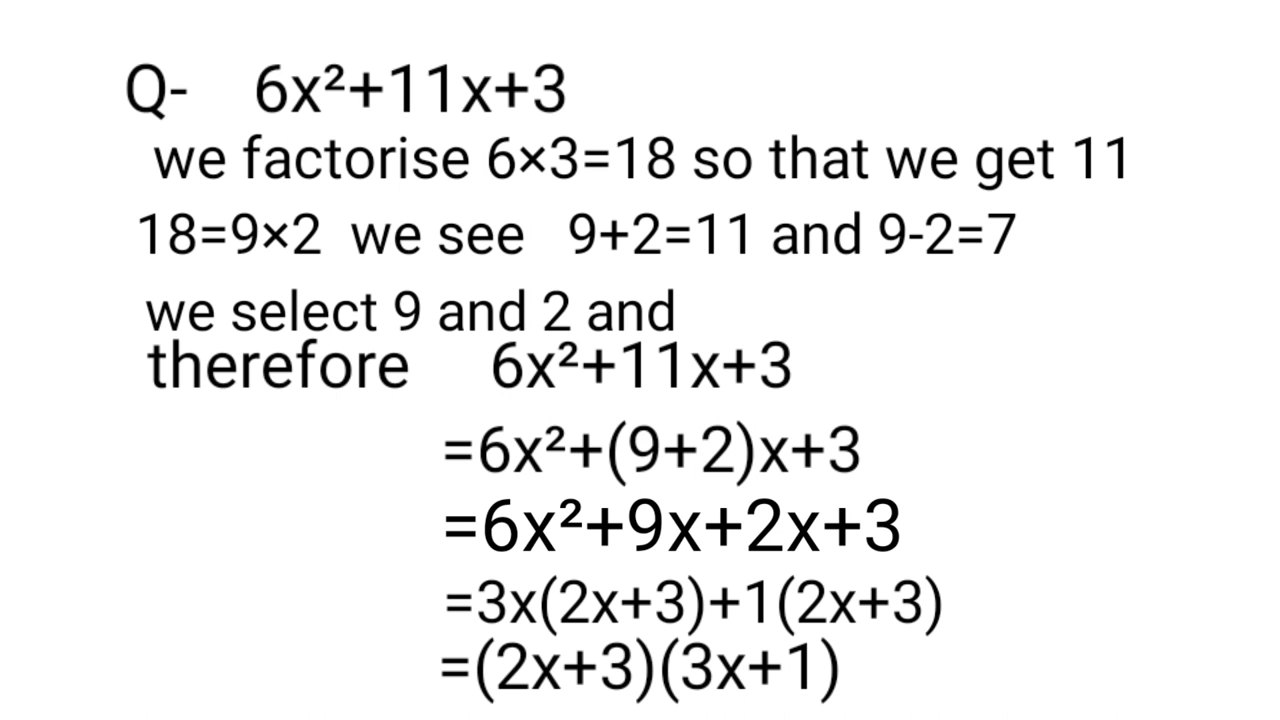 Q- 6x²+11x+3
we factorise 6×3=18 so that we get 11
18=9×2 we see 9+2=11 and 9-2=7
we select 9 and 2 and
therefore 6x²+11x+3
=6x²+(9+2)x+3
=6x²+9x+2x+3
=3x(2x+3)+1(2x+3)
=(2x+3)(3x+1)